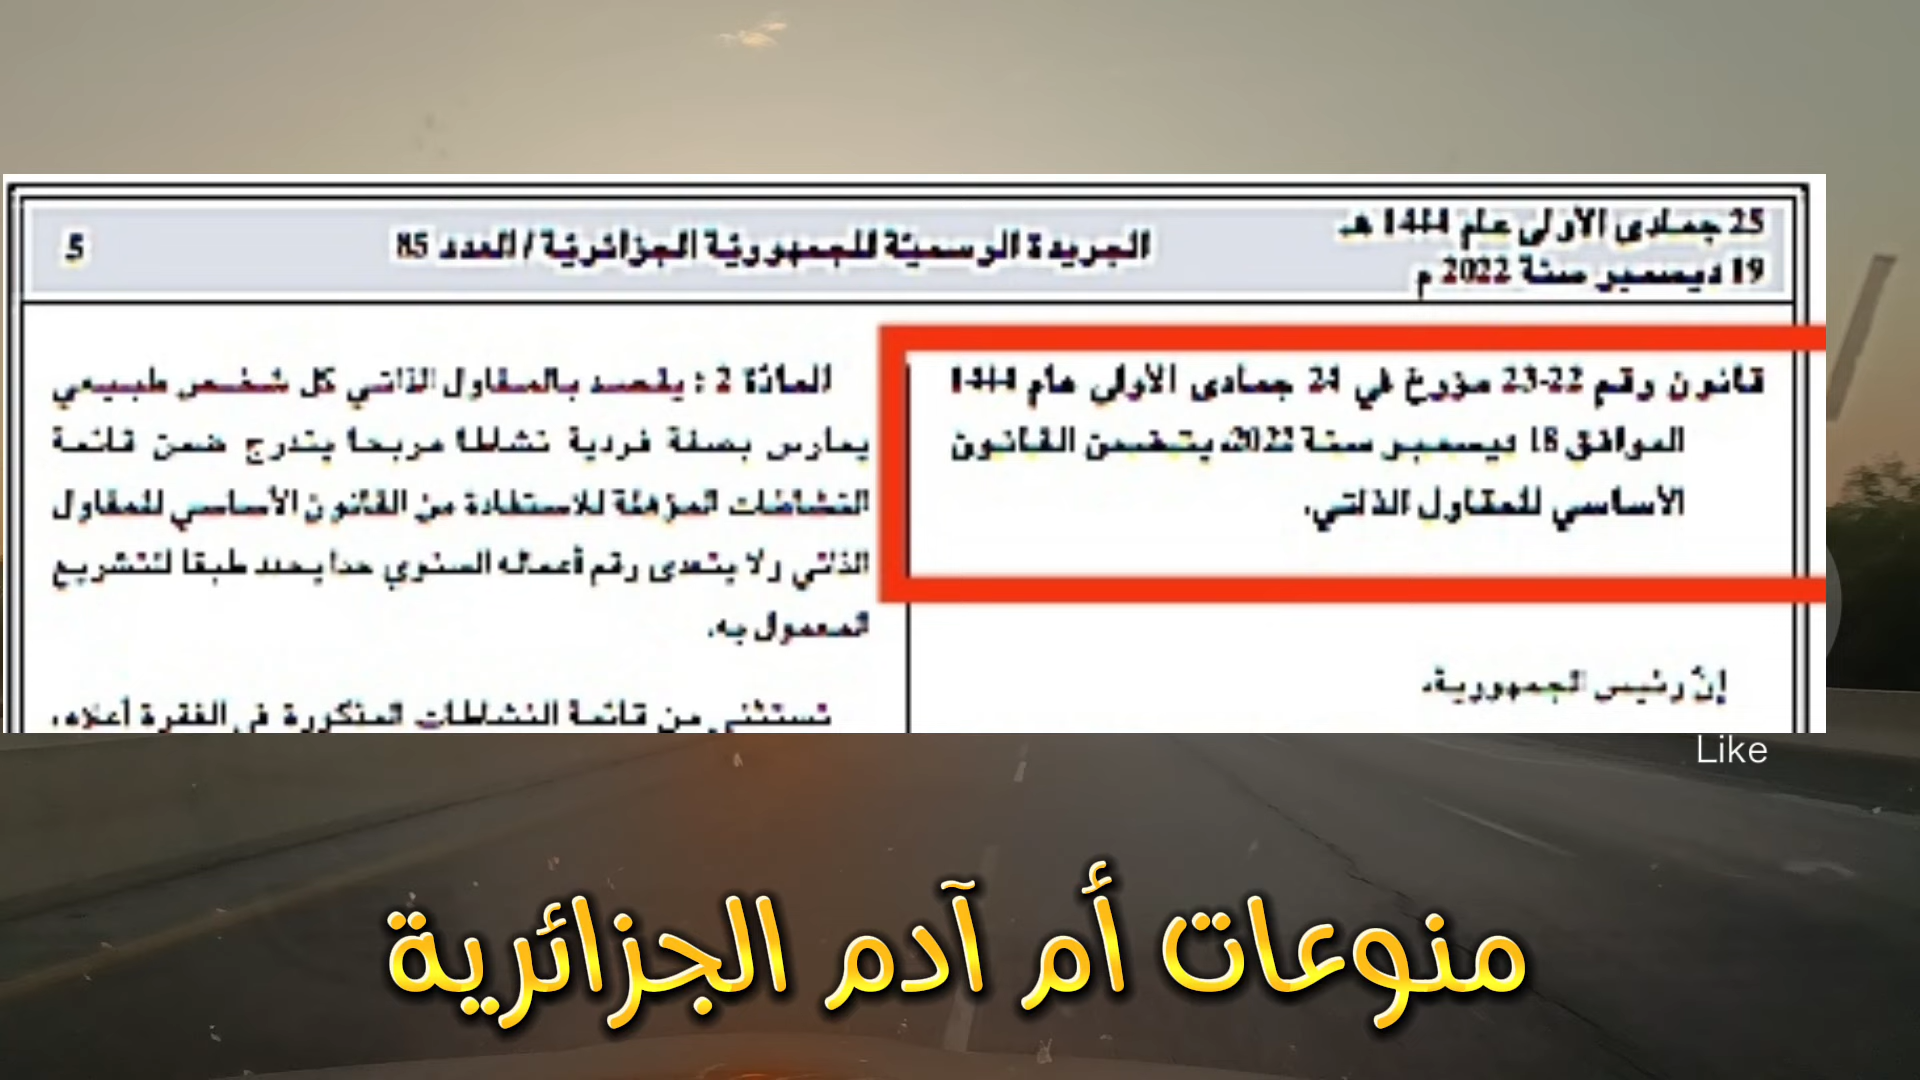 25 جمادى الأولى عام 1444 هـ
19 ديسمبر سنة 2022 م
الجريدة الرسميّة للجمهوريّة الجزائريّة / العدد 85
5
قانون رقم 22-23 مؤرخ في 24 جمادى الأولى عام 1444
الموافق 18 ديسمبر سنة 2022، يتضمن القانون
الأساسي للمقاول الذاتي.
إنّ رئيس الجمهورية،
المادّة 2 : يقصد بالمقاول الذاتي كل شخص طبيعي
يمارس بصفة فردية نشاطا مربحا يندرج ضمن قائمة
النشاطات المؤهلة للاستفادة من القانون الأساسي للمقاول
الذاتي ولا يتعدى رقم أعماله السنوي حدا يحدد طبقا للتشريع
المعمول به.
تستثنى من قائمة النشاطات المذكورة في الفقرة أعلاه،
Like
منوعات أم آدم الجزائرية